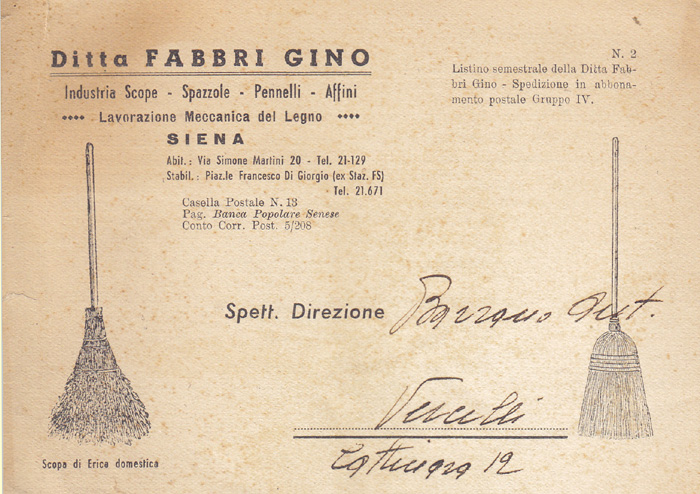 Ditta FABBRI GINO
Industria Scope - Spazzole - Pennelli - Affini
Lavorazione Meccanica del Legno
SIENA
Abit.: Via Simone Martini 20 - Tel. 21-129
Stabil.: Piaz.le Francesco Di Giorgio (ex Staz. FS)
Tel. 21.671
Casella Postale N. 13
Pag. Banca Popolare Senese
Conto Corr. Post. 5/208
N. 2
Listino semestrale della Ditta Fab-
bri Gino - Spedizione in abbona-
mento postale Gruppo IV.
Spett. Direzione
Vercelli
12
Scopa di Erica domestica